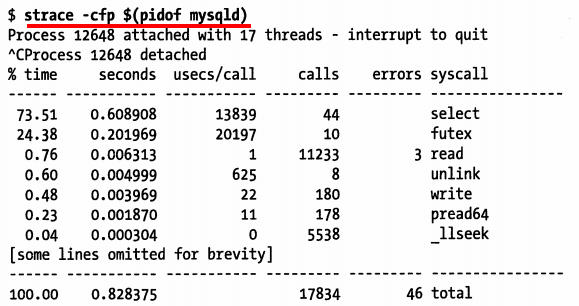 $ strace -cfp $(pidof mysqld)
Process 12648 attached with 17 threads - interrupt to quit
^CProcess 12648 detached
% time seconds usecs/call calls errors syscall
------ ----------- ----------- --------- --------- ----------------
73.51 0.608908 13839 44 select
24.38 0.201969 20197 10 futex
0.76 0.006313 1 11233 3 read
0.60 0.004999 625 8 unlink
0.48 0.003969 22 180 write
0.23 0.001870 11 178 pread64
0.04 0.000304 0 5538 _llseek
[some lines omitted for brevity]
------ ----------- ----------- --------- --------- ----------------
100.00 0.828375 17834 46 total